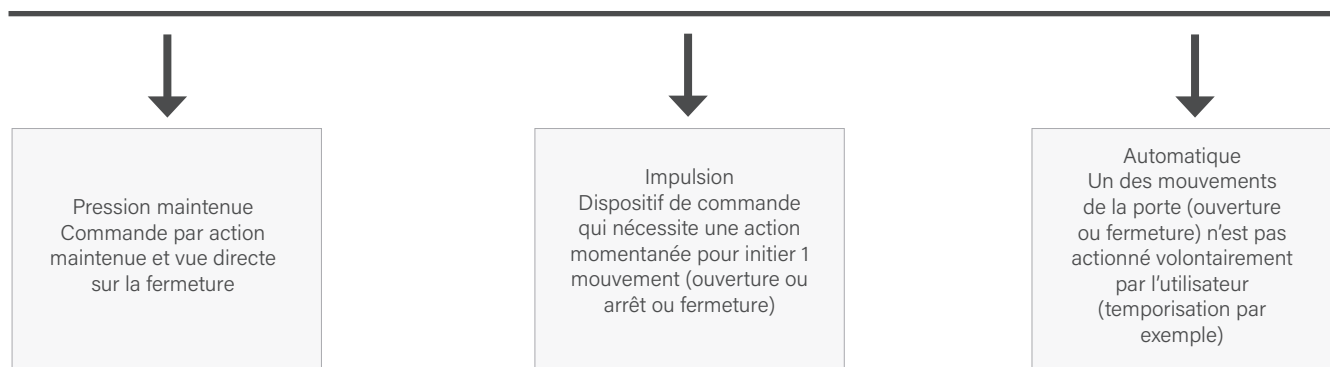 Pression maintenue
Commande par action
maintenue et vue directe
sur la fermeture
Impulsion
Dispositif de commande
qui nécessite une action
momentanée pour initier 1
mouvement (ouverture ou
arrêt ou fermeture)
Automatique
Un des mouvements
de la porte (ouverture
ou fermeture) n’est pas
actionné volontairement
par l’utilisateur
(temporisation par
exemple)